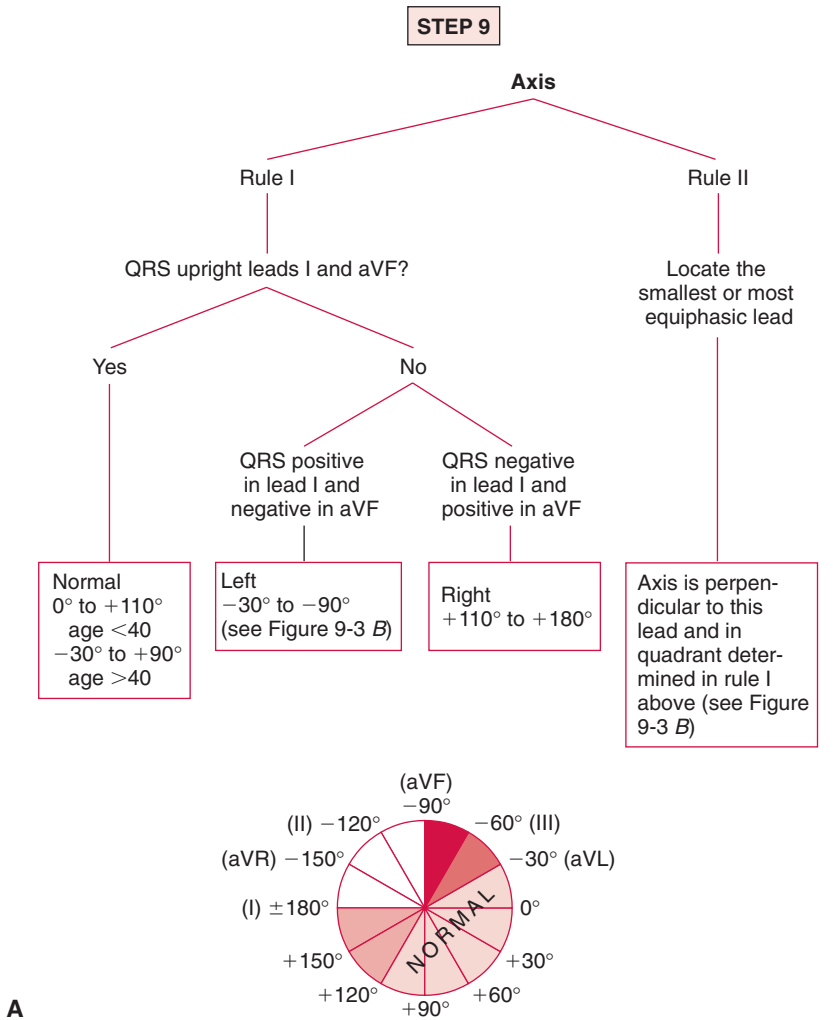 STEP 9
Axis
Rule I
Rule II
QRS upright leads I and aVF?
Locate the
smallest or most
equiphasic lead
Yes
No
QRS positive
in lead I and
negative in aVF
QRS negative
in lead I and
positive in aVF
Normal
0° to +110°
age <40
−30° to +90°
age >40
Left
−30° to −90°
(see Figure 9-3 B)
Right
+110° to +180°
Axis is perpen-
dicular to this
lead and in
quadrant deter-
mined in rule I
above (see Figure
9-3 B)
(aVF)
−90°
(II) −120°
−60° (III)
(aVR) −150°
−30° (aVL)
(I) ±180°
0°
NORMAL
+150°
+30°
+120°
+60°
+90°
A